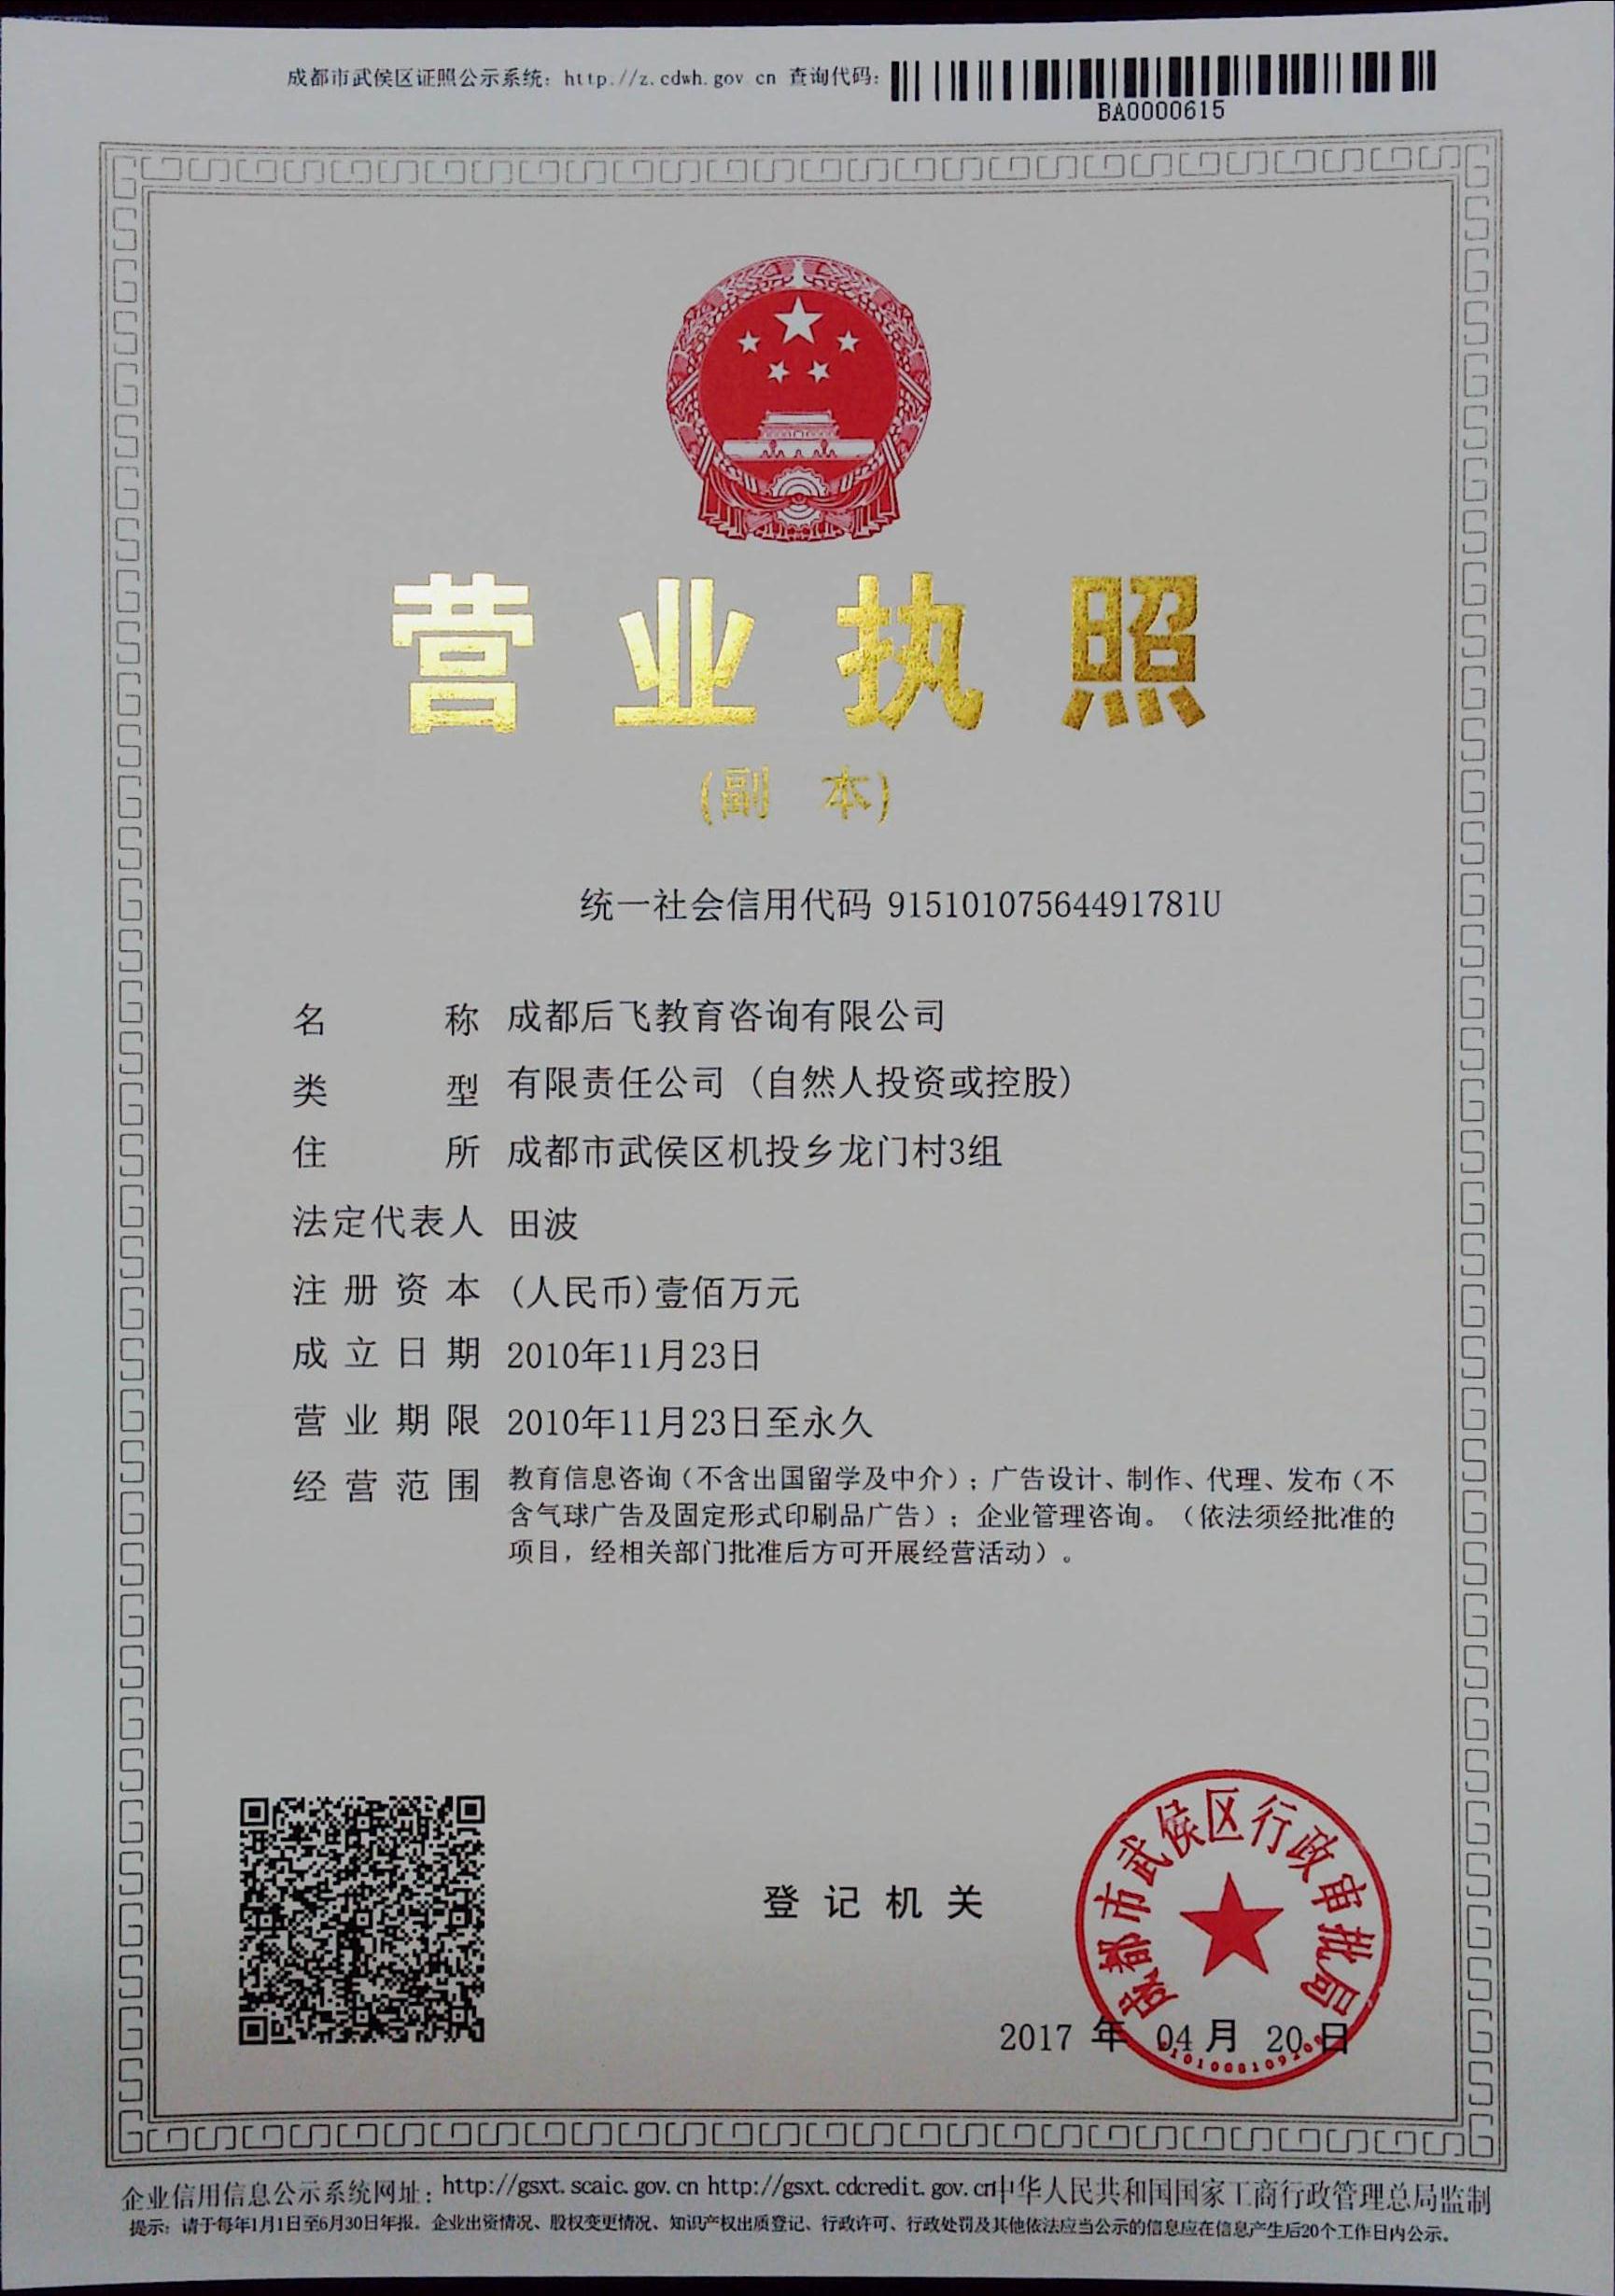 成都市武侯区证照公示系统：http://z.cdwh.gov.cn 查询代码：
BA0000615
营业执照
(副 本)
统一社会信用代码 91510107564491781U
名 称 成都后飞教育咨询有限公司
类 型 有限责任公司（自然人投资或控股）
住 所 成都市武侯区机投乡龙门村3组
法定代表人 田波
注册资本 (人民币)壹佰万元
成立日期 2010年11月23日
营业期限 2010年11月23日至永久
经营范围 教育信息咨询（不含出国留学及中介）；广告设计、制作、代理、发布（不
含气球广告及固定形式印刷品广告）；企业管理咨询。（依法须经批准的
项目，经相关部门批准后方可开展经营活动）。
登记机关
成都市武侯区行政审批局
2017 年 04 月 20 日
企业信用信息公示系统网址：http://gsxt.scaic.gov.cn http://gsxt.cdcredit.gov.cn中华人民共和国国家工商行政管理总局监制
提示：请于每年1月1日至6月30日年报。企业出资情况、股权变更情况、知识产权出质登记、行政许可、行政处罚及其他依法应当公示的信息应在信息产生后20个工作日内公示。